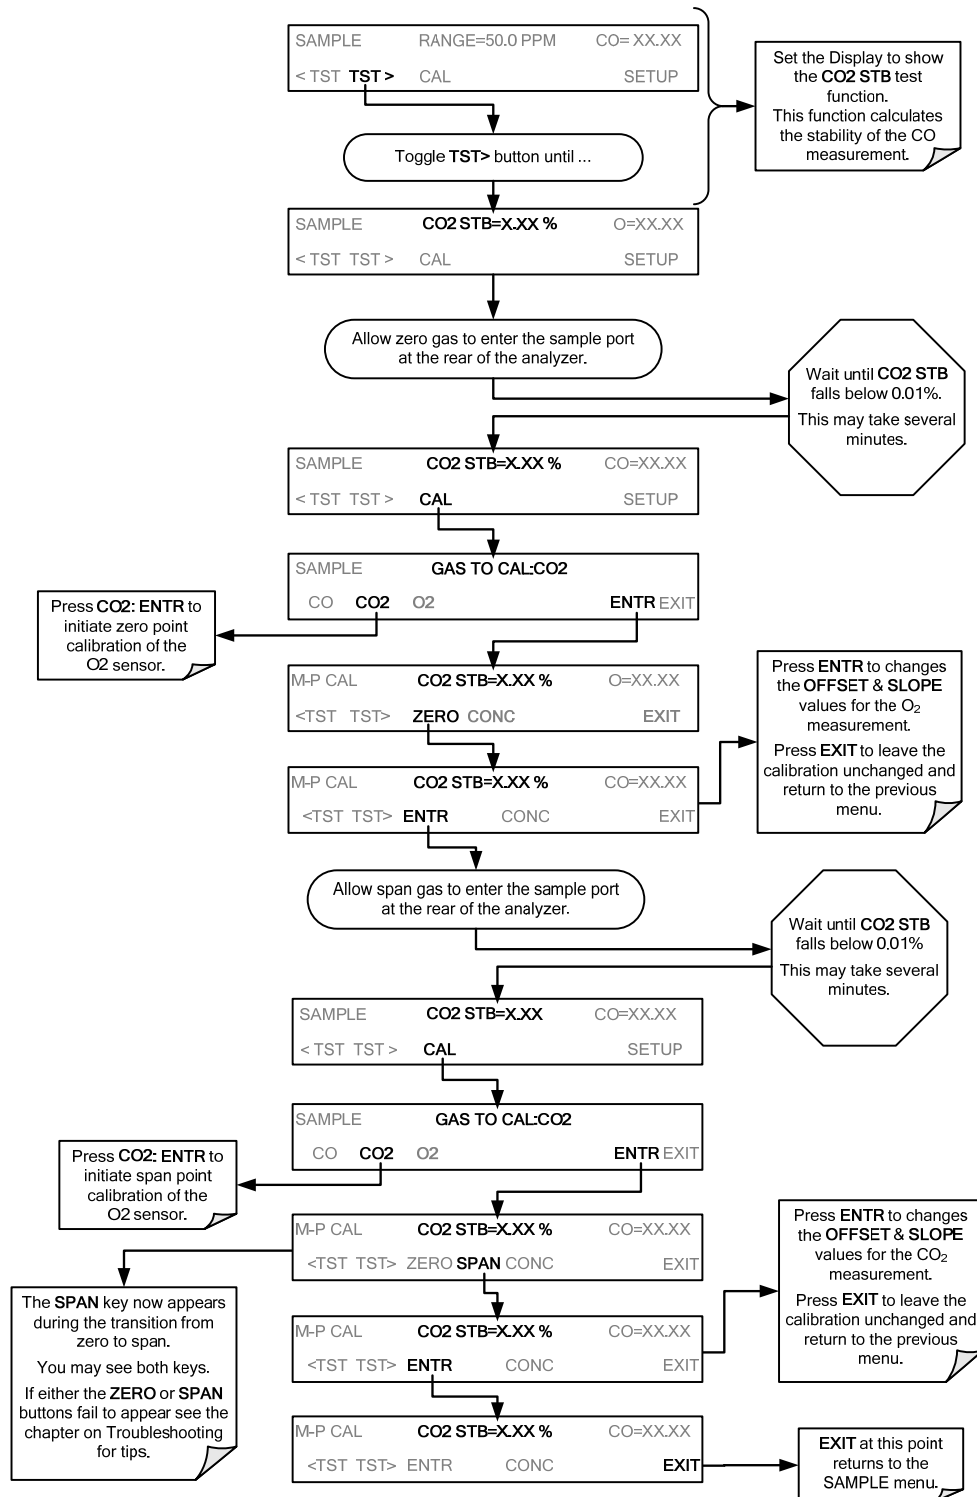 SAMPLE RANGE=50.0 PPM CO= XX.XX
< TST TST > CAL SETUP
Set the Display to show
the CO2 STB test
function.
This function calculates
the stability of the CO
measurement.
Toggle TST> button until ...
SAMPLE CO2 STB=X.XX % O=XX.XX
< TST TST > CAL SETUP
Allow zero gas to enter the sample port
at the rear of the analyzer.
Wait until CO2 STB
falls below 0.01%.
This may take several
minutes.
SAMPLE CO2 STB=X.XX % CO=XX.XX
< TST TST > CAL SETUP
SAMPLE GAS TO CAL:CO2
CO CO2 O2 ENTR EXIT
Press CO2: ENTR to
initiate zero point
calibration of the
O2 sensor.
M-P CAL CO2 STB=X.XX % O=XX.XX
<TST TST> ZERO CONC EXIT
Press ENTR to changes
the OFFSET & SLOPE
values for the O₂
measurement.
Press EXIT to leave the
calibration unchanged and
return to the previous
menu.
M-P CAL CO2 STB=X.XX % CO=XX.XX
<TST TST> ENTR CONC EXIT
Allow span gas to enter the sample port
at the rear of the analyzer.
Wait until CO2 STB
falls below 0.01%
This may take several
minutes.
SAMPLE CO2 STB=X.XX CO=XX.XX
< TST TST > CAL SETUP
SAMPLE GAS TO CAL:CO2
CO CO2 O2 ENTR EXIT
Press CO2: ENTR to
initiate span point
calibration of the
O2 sensor.
M-P CAL CO2 STB=X.XX % CO=XX.XX
<TST TST> ZERO SPAN CONC EXIT
Press ENTR to changes
the OFFSET & SLOPE
values for the CO₂
measurement.
Press EXIT to leave the
calibration unchanged and
return to the previous
menu.
The SPAN key now appears
during the transition from
zero to span.
You may see both keys.
If either the ZERO or SPAN
buttons fail to appear see the
chapter on Troubleshooting
for tips.
M-P CAL CO2 STB=X.XX % CO=XX.XX
<TST TST> ENTR CONC EXIT
M-P CAL CO2 STB=X.XX % CO=XX.XX
<TST TST> ENTR CONC EXIT
EXIT at this point
returns to the
SAMPLE menu.